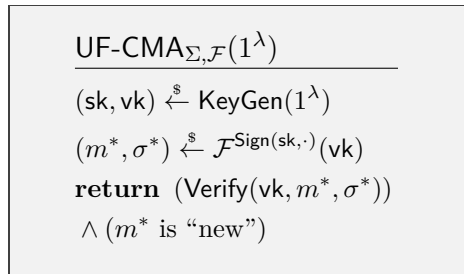 UF-CMA_{Σ,𝓕}(1^λ)
(sk, vk) ←$ KeyGen(1^λ)
(m*, σ*) ←$ 𝓕^{Sign(sk,·)}(vk)
return (Verify(vk, m*, σ*))
∧ (m* is “new”)